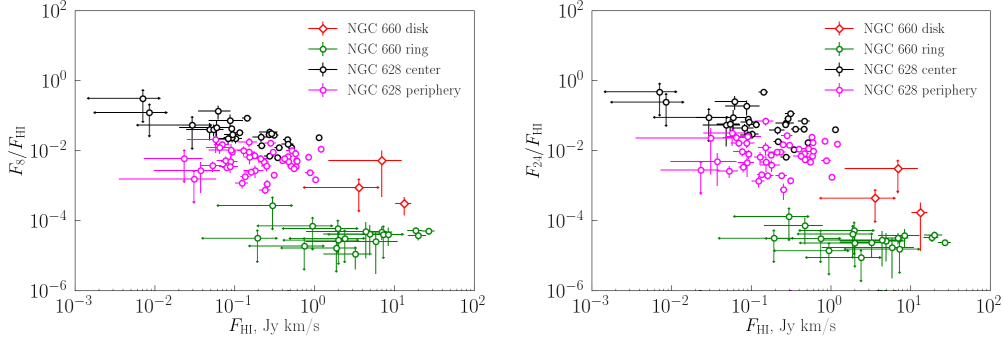 10^2
10^0
10^−2
10^−4
10^−6
F_8/F_HI
NGC 660 disk
NGC 660 ring
NGC 628 center
NGC 628 periphery
10^−3 10^−2 10^−1 10^0 10^1 10^2
F_HI, Jy km/s
10^2
10^0
10^−2
10^−4
10^−6
F_24/F_HI
NGC 660 disk
NGC 660 ring
NGC 628 center
NGC 628 periphery
10^−3 10^−2 10^−1 10^0 10^1 10^2
F_HI, Jy km/s